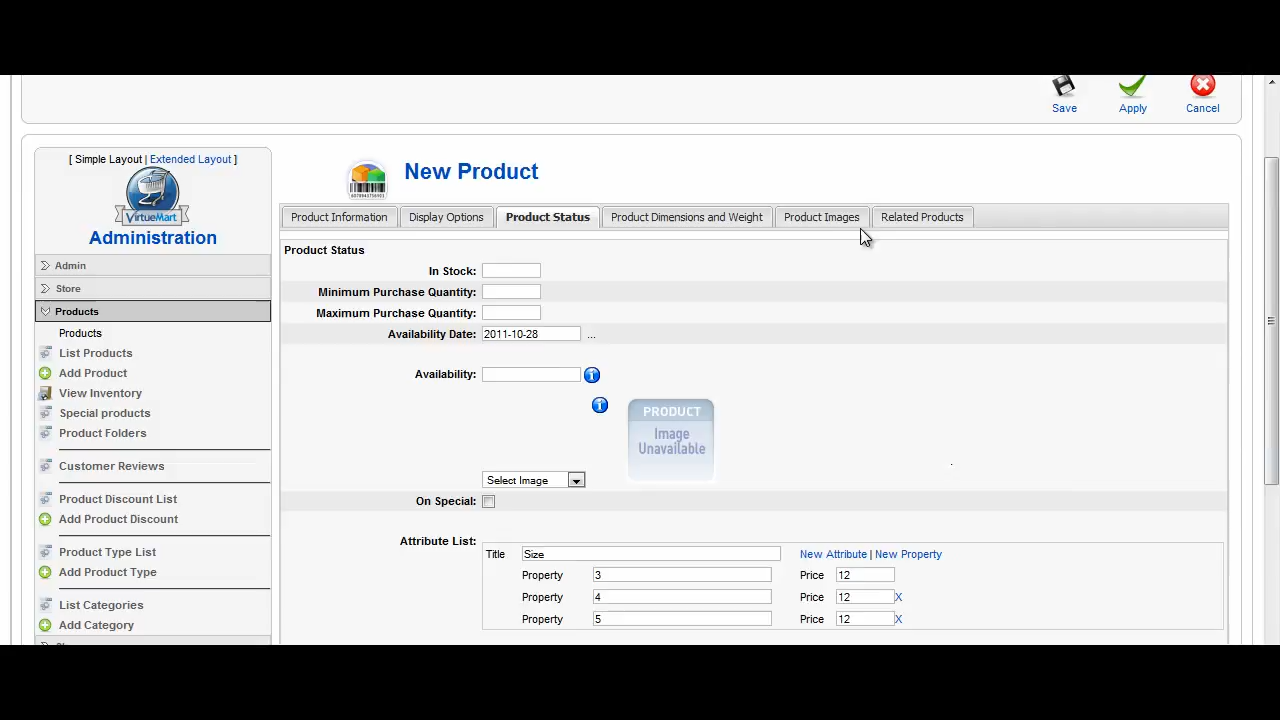 Save Apply Cancel
[ Simple Layout | Extended Layout ]
VirtueMart
Administration
Admin
Store
Products
Products
List Products
Add Product
View Inventory
Special products
Product Folders
Customer Reviews
Product Discount List
Add Product Discount
Product Type List
Add Product Type
List Categories
Add Category
New Product
Product Information Display Options Product Status Product Dimensions and Weight Product Images Related Products
Product Status
In Stock:
Minimum Purchase Quantity:
Maximum Purchase Quantity:
Availability Date: 2011-10-28 ...
Availability:
PRODUCT
Image
Unavailable
Select Image
On Special:
Attribute List:
Title Size New Attribute | New Property
Property 3 Price 12
Property 4 Price 12 X
Property 5 Price 12 X